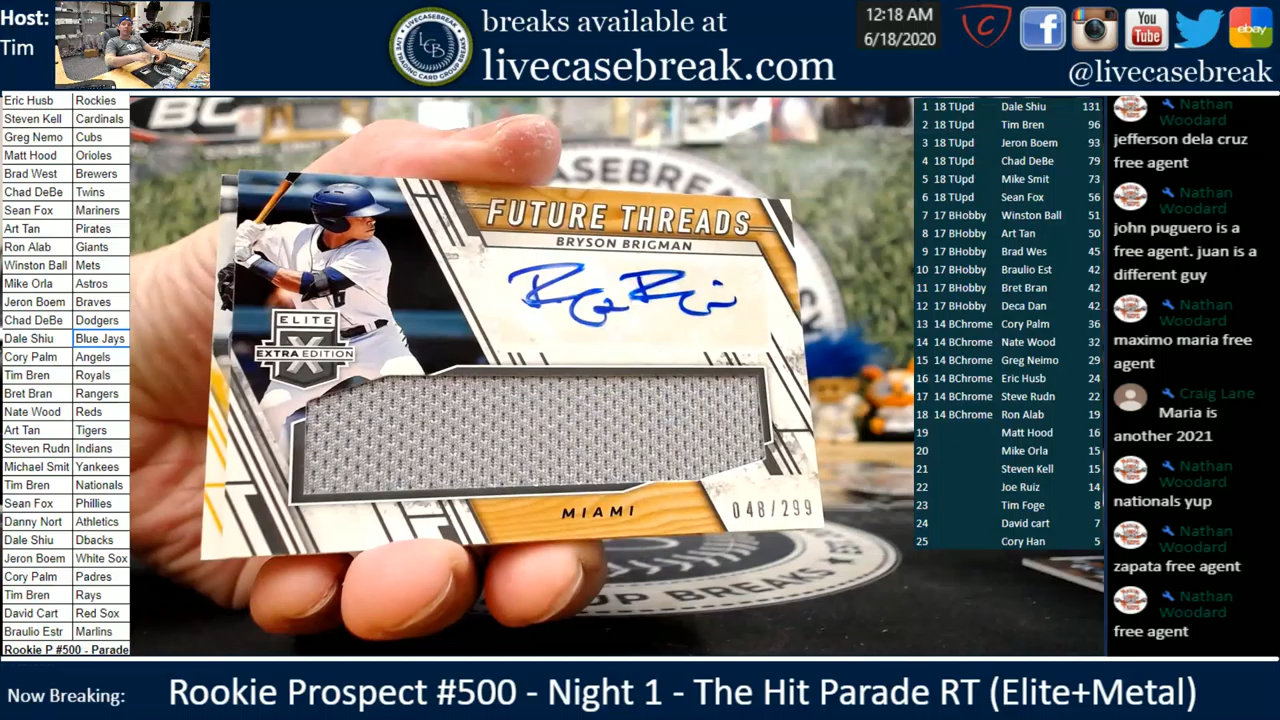 Host:
Tim
LCB
breaks available at
livecasebreak.com
12:18 AM
6/18/2020
You
Tube
ebay
@livecasebreak
Eric Husb Rockies
Steven Kell Cardinals
Greg Nemo Cubs
Matt Hood Orioles
Brad West Brewers
Chad DeBe Twins
Sean Fox Mariners
Art Tan Pirates
Ron Alab Giants
Winston Ball Mets
Mike Orla Astros
Jeron Boem Braves
Chad DeBe Dodgers
Dale Shiu Blue Jays
Cory Palm Angels
Tim Bren Royals
Bret Bran Rangers
Nate Wood Reds
Art Tan Tigers
Steven Rudn Indians
Michael Smit Yankees
Tim Bren Nationals
Sean Fox Phillies
Danny Nort Athletics
Dale Shiu Dbacks
Jeron Boem White Sox
Cory Palm Padres
Tim Bren Rays
David Cart Red Sox
Braulio Estr Marlins
Rookie P #500 - Parade
FUTURE THREADS
BRYSON BRIGMAN
ELITE
X
EXTRA EDITION
MIAMI
048/299
1 18 TUpd Dale Shiu 131
2 18 TUpd Tim Bren 96
3 18 TUpd Jeron Boem 93
4 18 TUpd Chad DeBe 79
5 18 TUpd Mike Smit 73
6 18 TUpd Sean Fox 56
7 17 BHobby Winston Ball 51
8 17 BHobby Art Tan 50
9 17 BHobby Brad Wes 45
10 17 BHobby Braulio Est 42
11 17 BHobby Bret Bran 42
12 17 BHobby Deca Dan 42
13 14 BChrome Cory Palm 36
14 14 BChrome Nate Wood 32
15 14 BChrome Greg Neimo 29
16 14 BChrome Eric Husb 24
17 14 BChrome Steve Rudn 22
18 14 BChrome Ron Alab 19
19 Matt Hood 16
20 Mike Orla 15
21 Steven Kell 15
22 Joe Ruiz 14
23 Tim Foge 8
24 David cart 7
25 Cory Han 5
Nathan
Woodard
jefferson dela cruz
free agent
Nathan
Woodard
john puguero is a
free agent. juan is a
different guy
Nathan
Woodard
maximo maria free
agent
Craig Lane
Maria is
another 2021
Nathan
Woodard
nationals yup
Nathan
Woodard
zapata free agent
Nathan
Woodard
free agent
Now Breaking:
Rookie Prospect #500 - Night 1 - The Hit Parade RT (Elite+Metal)